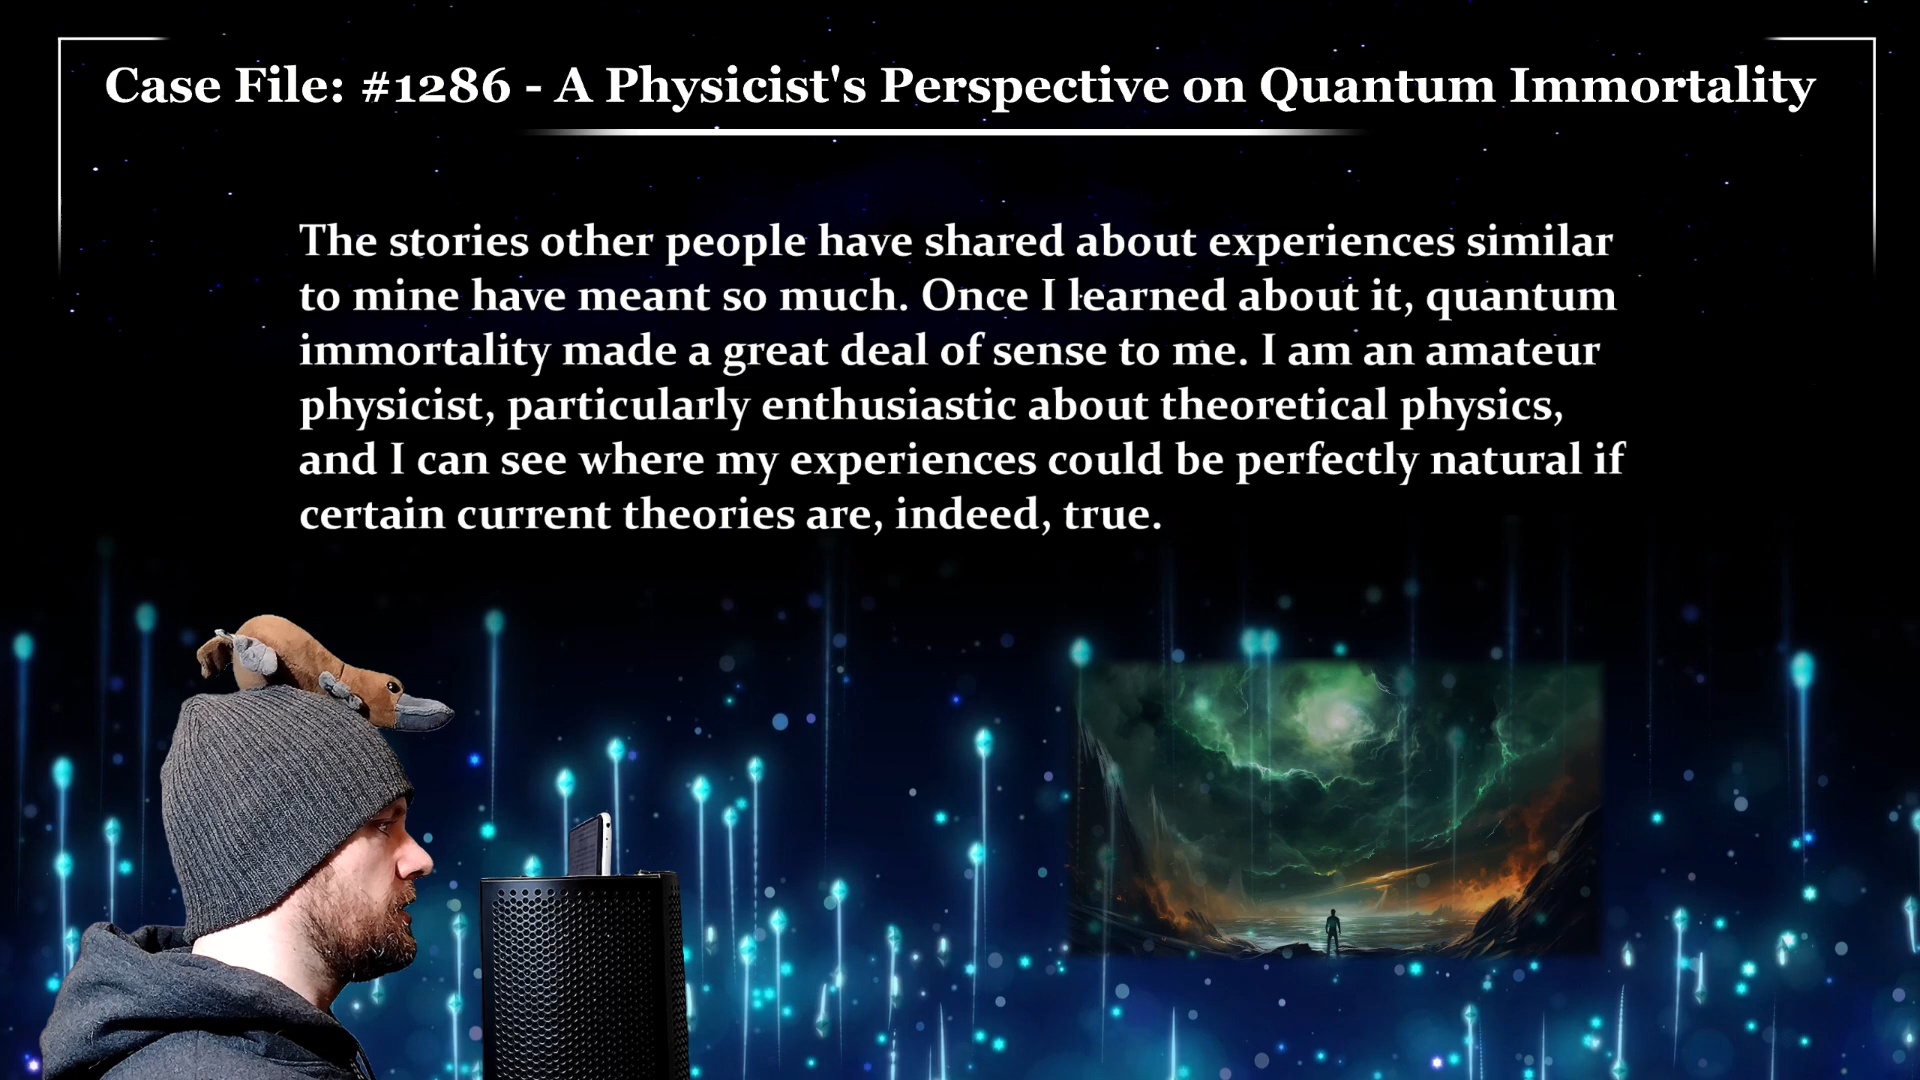 Case File: #1286 - A Physicist's Perspective on Quantum Immortality
The stories other people have shared about experiences similar
to mine have meant so much. Once I learned about it, quantum
immortality made a great deal of sense to me. I am an amateur
physicist, particularly enthusiastic about theoretical physics,
and I can see where my experiences could be perfectly natural if
certain current theories are, indeed, true.